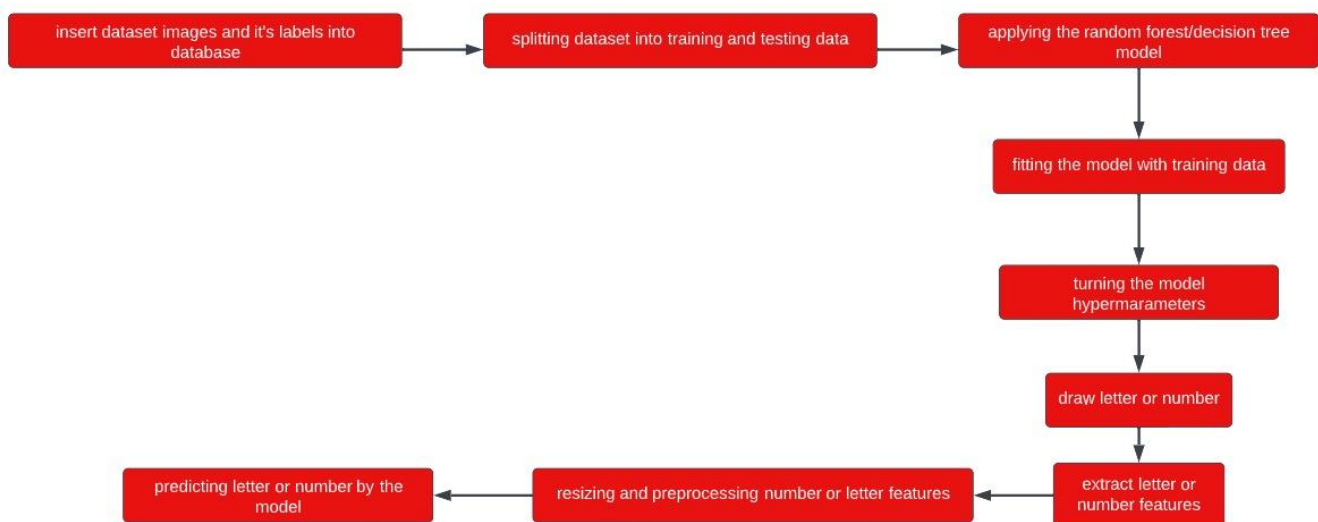 insert dataset images and it's labels into
database
splitting dataset into training and testing data
applying the random forest/decision tree
model
fitting the model with training data
turning the model
hypermarameters
draw letter or number
extract letter or
number features
resizing and preprocessing number or letter features
predicting letter or number by the
model